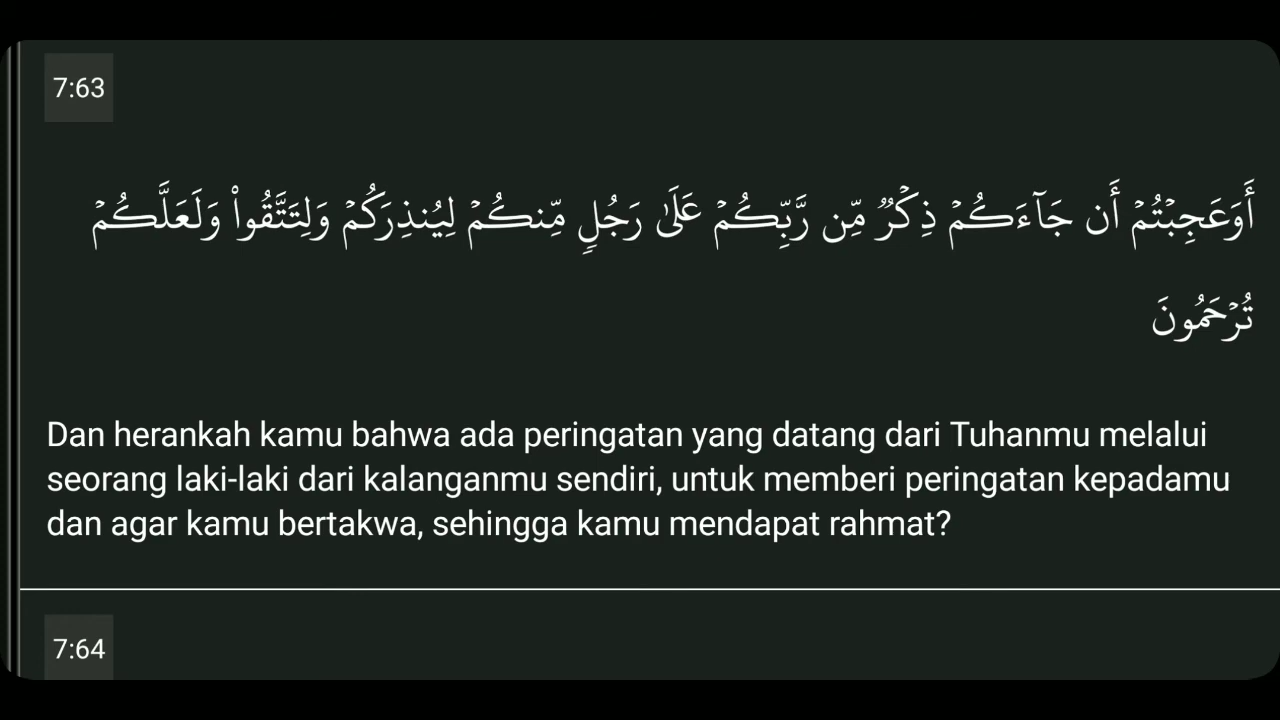 7:63
أَوَعَجِبۡتُمۡ أَن جَآءَكُمۡ ذِكۡرٞ مِّن رَّبِّكُمۡ عَلَىٰ رَجُلٖ مِّنكُمۡ لِيُنذِرَكُمۡ وَلِتَتَّقُواْ وَلَعَلَّكُمۡ
تُرۡحَمُونَ
Dan herankah kamu bahwa ada peringatan yang datang dari Tuhanmu melalui
seorang laki-laki dari kalanganmu sendiri, untuk memberi peringatan kepadamu
dan agar kamu bertakwa, sehingga kamu mendapat rahmat?
7:64